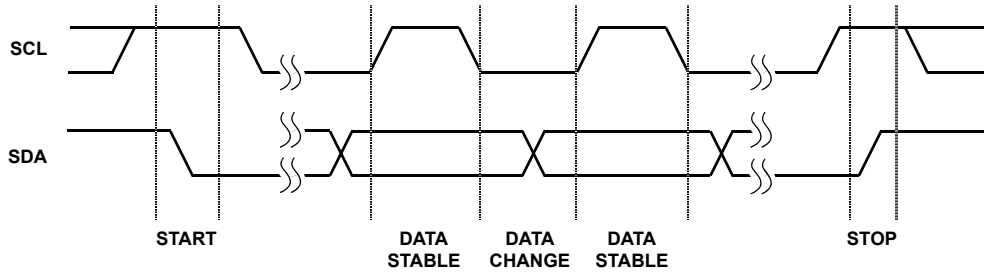 SCL
SDA
START
DATA
STABLE
DATA
CHANGE
DATA
STABLE
STOP